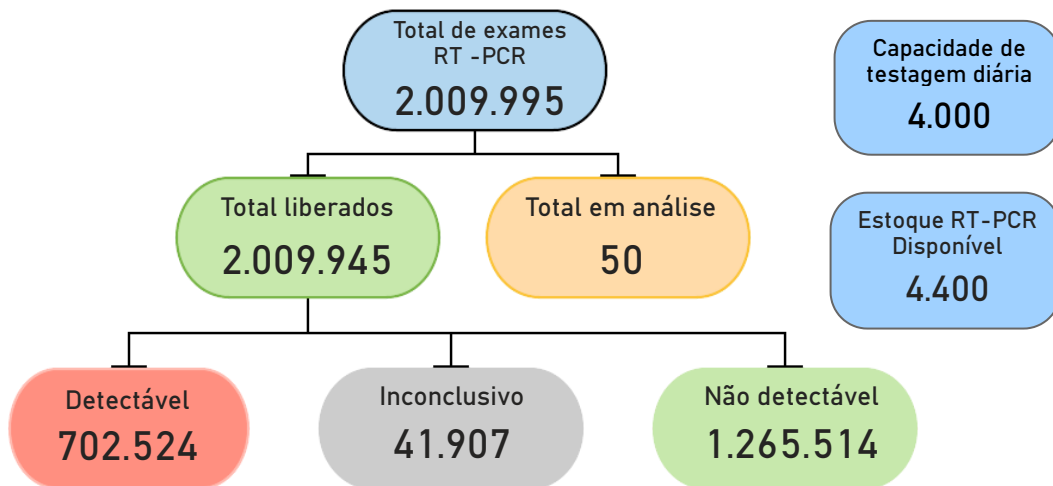 Total de exames
RT -PCR
2.009.995
Capacidade de
testagem diária
4.000
Total liberados
2.009.945
Total em análise
50
Estoque RT-PCR
Disponível
4.400
Detectável
702.524
Inconclusivo
41.907
Não detectável
1.265.514